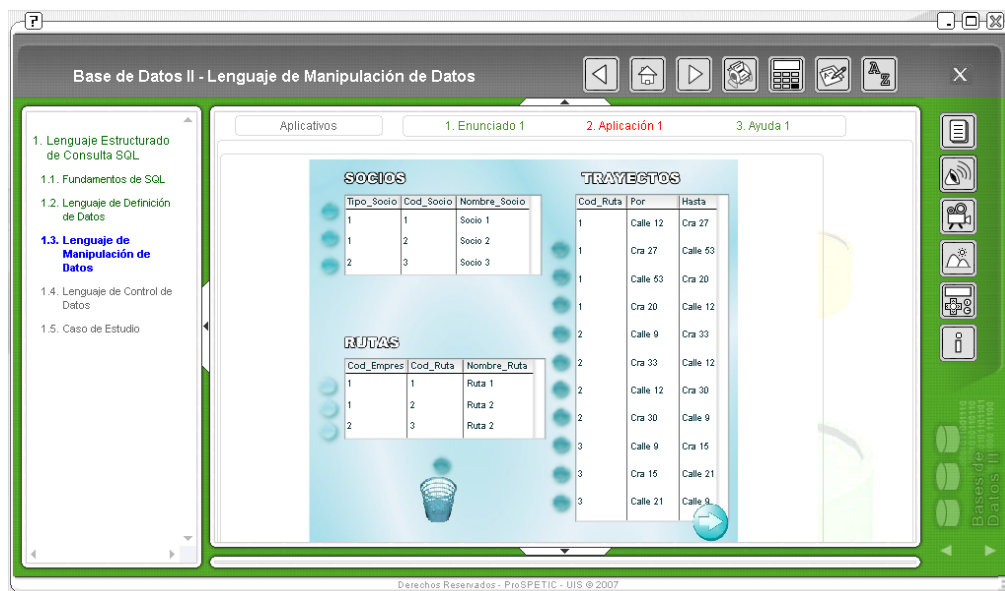 ?
Base de Datos II - Lenguaje de Manipulación de Datos
A Z
X
1. Lenguaje Estructurado
de Consulta SQL
1.1. Fundamentos de SQL
1.2. Lenguaje de Definición
de Datos
1.3. Lenguaje de
Manipulación de
Datos
1.4. Lenguaje de Control de
Datos
1.5. Caso de Estudio
Aplicativos
1. Enunciado 1
2. Aplicación 1
3. Ayuda 1
SOCIOS
Tipo_Socio Cod_Socio Nombre_Socio
1 1 Socio 1
1 2 Socio 2
2 3 Socio 3
RUTAS
Cod_Empres Cod_Ruta Nombre_Ruta
1 1 Ruta 1
1 2 Ruta 2
2 3 Ruta 2
TRAYECTOS
Cod_Ruta Por Hasta
1 Calle 12 Cra 27
1 Cra 27 Calle 53
1 Calle 53 Cra 20
1 Cra 20 Calle 12
2 Calle 9 Cra 33
2 Cra 33 Calle 12
2 Calle 12 Cra 30
2 Cra 30 Calle 9
3 Calle 9 Cra 15
3 Cra 15 Calle 21
3 Calle 21 Calle 9
i
Bases de
Datos II
Derechos Reservados - ProSPETIC - UIS © 2007